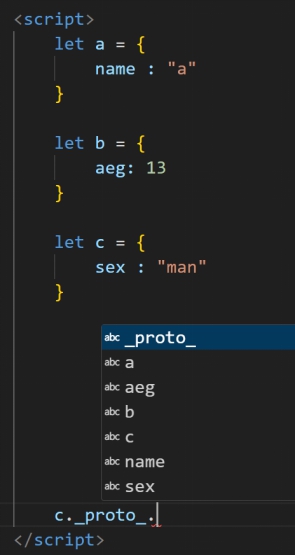 <script>
let a = {
name : "a"
}
let b = {
aeg: 13
}
let c = {
sex : "man"
}
abc _proto_
abc a
abc aeg
abc b
abc c
abc name
abc sex
c._proto_.
</script>